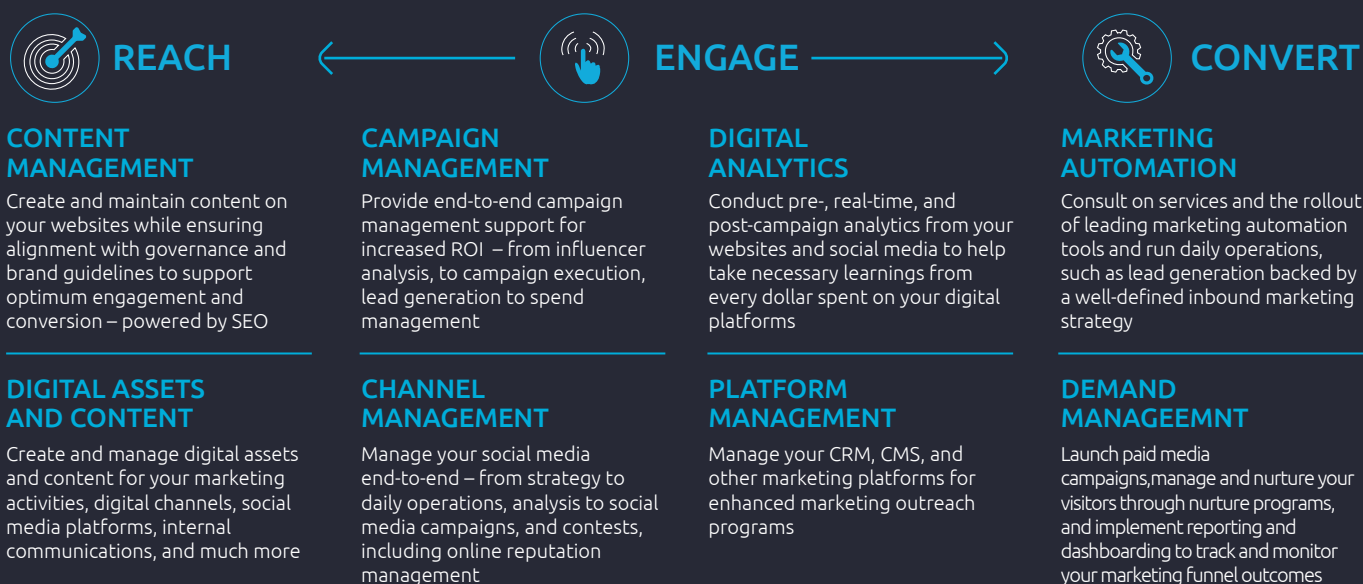 REACH
ENGAGE
CONVERT
CONTENT
MANAGEMENT
Create and maintain content on
your websites while ensuring
alignment with governance and
brand guidelines to support
optimum engagement and
conversion – powered by SEO
CAMPAIGN
MANAGEMENT
Provide end-to-end campaign
management support for
increased ROI – from influencer
analysis, to campaign execution,
lead generation to spend
management
DIGITAL
ANALYTICS
Conduct pre-, real-time, and
post-campaign analytics from your
websites and social media to help
take necessary learnings from
every dollar spent on your digital
platforms
MARKETING
AUTOMATION
Consult on services and the rollout
of leading marketing automation
tools and run daily operations,
such as lead generation backed by
a well-defined inbound marketing
strategy
DIGITAL ASSETS
AND CONTENT
Create and manage digital assets
and content for your marketing
activities, digital channels, social
media platforms, internal
communications, and much more
CHANNEL
MANAGEMENT
Manage your social media
end-to-end – from strategy to
daily operations, analysis to social
media campaigns, and contests,
including online reputation
management
PLATFORM
MANAGEMENT
Manage your CRM, CMS, and
other marketing platforms for
enhanced marketing outreach
programs
DEMAND
MANAGEEMNT
Launch paid media
campaigns,manage and nurture your
visitors through nurture programs,
and implement reporting and
dashboarding to track and monitor
your marketing funnel outcomes